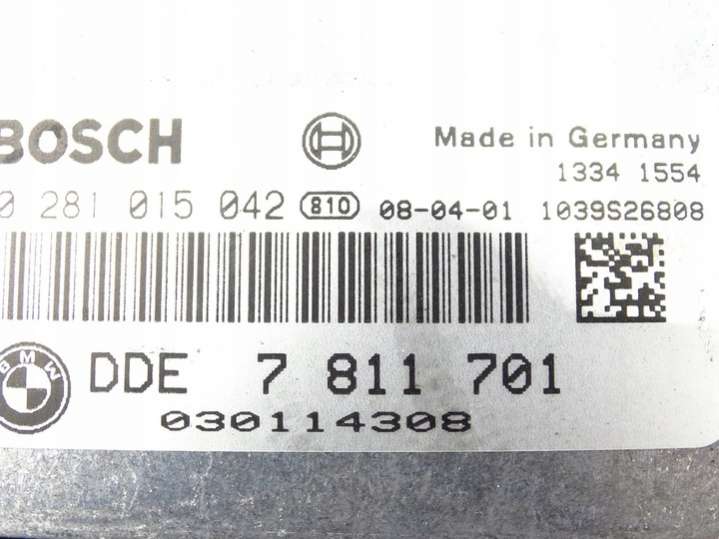 BOSCH
Made in Germany
1334 1554
0 281 015 042 810 08-04-01 1039S26808
BMW
DDE 7 811 701
030114308